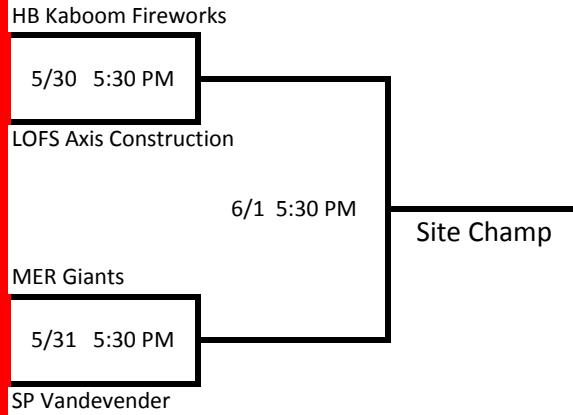 HB Kaboom Fireworks
5/30 5:30 PM
LOFS Axis Construction
6/1 5:30 PM
Site Champ
MER Giants
5/31 5:30 PM
SP Vandevender